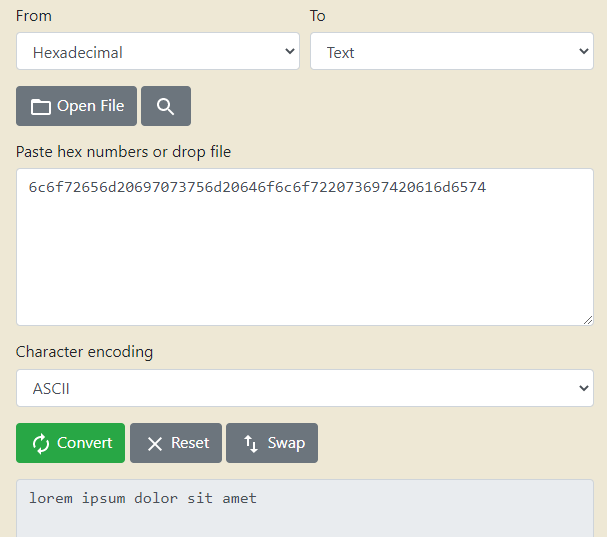 From To
Hexadecimal Text
Open File
Paste hex numbers or drop file
6c6f72656d20697073756d20646f6c6f722073697420616d6574
Character encoding
ASCII
Convert Reset Swap
lorem ipsum dolor sit amet